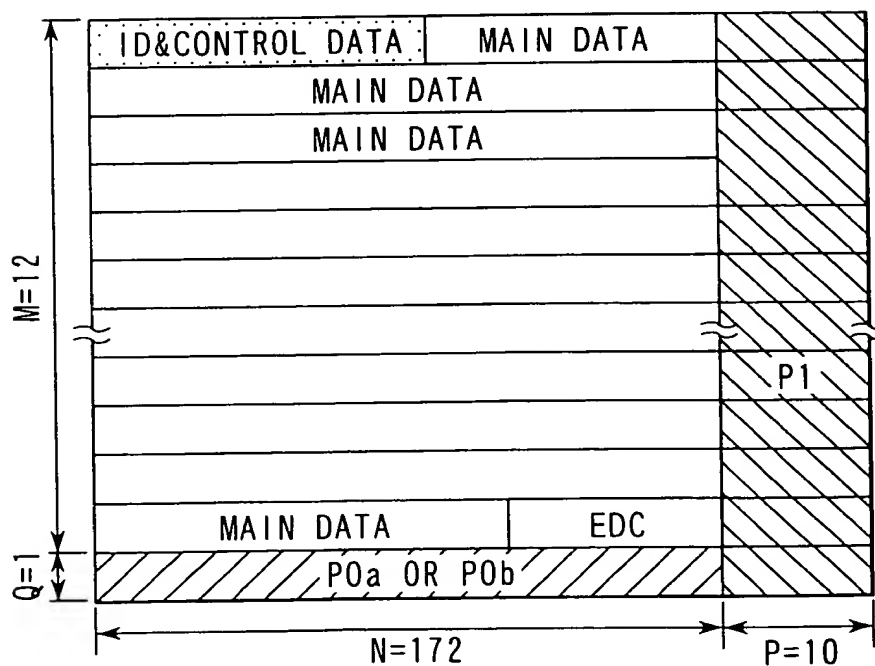 ID&CONTROL DATA MAIN DATA
MAIN DATA
MAIN DATA
M=12
P1
MAIN DATA EDC
Q=1
POa OR POb
N=172
P=10